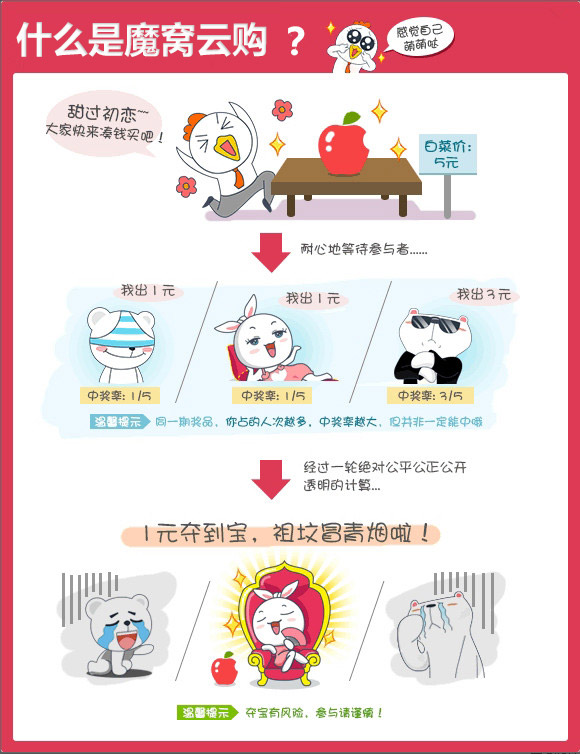 什么是魔窝云购 ？
感觉自己
萌萌哒
甜过初恋~~
大家快来凑钱买吧！
白菜价：
5元
耐心地等待参与者……
我出1元
我出1元
我出3元
中奖率: 1/5
中奖率: 1/5
中奖率: 3/5
温馨提示 同一期奖品，你占的人次越多，中奖率越大，但并非一定能中哦
经过一轮绝对公平公正公开
透明的计算...
1元夺到宝，祖坟冒青烟啦！
温馨提示 夺宝有风险，参与请谨慎！